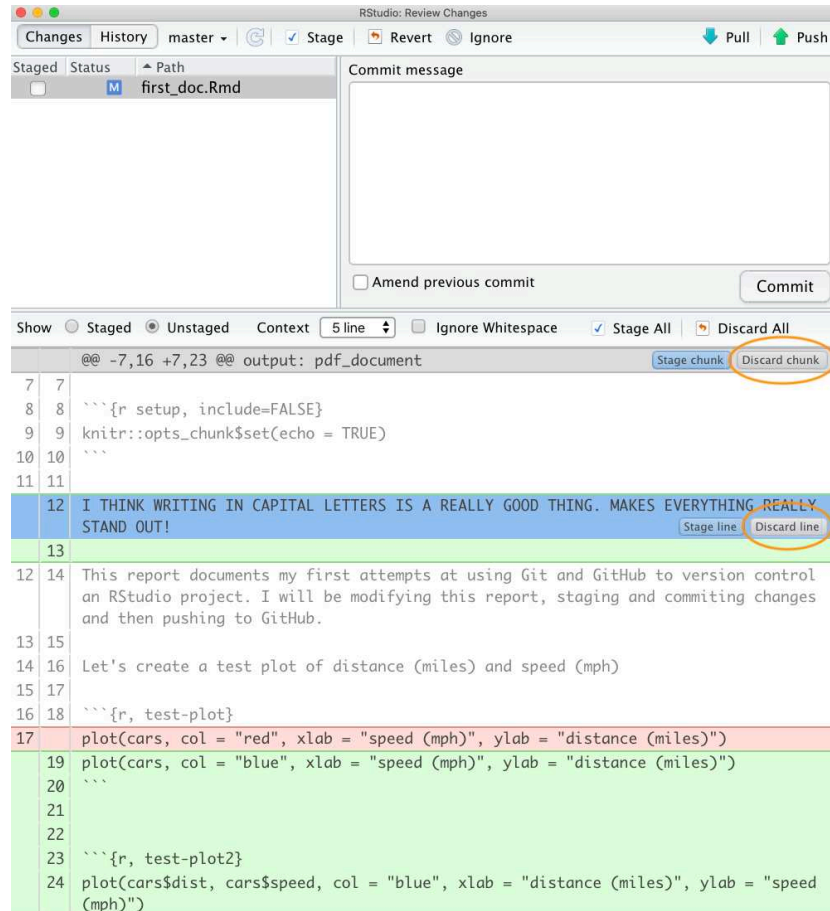 RStudio: Review Changes
Changes History master Stage Revert Ignore Pull Push
Staged Status Path
M first_doc.Rmd
Commit message
Amend previous commit
Commit
Show Staged Unstaged Context 5 line Ignore Whitespace Stage All Discard All
@@ -7,16 +7,23 @@ output: pdf_document Stage chunk Discard chunk
7 7
8 8 ```{r setup, include=FALSE}
9 9 knitr::opts_chunk$set(echo = TRUE)
10 10 ```
11 11
12 I THINK WRITING IN CAPITAL LETTERS IS A REALLY GOOD THING. MAKES EVERYTHING REALLY
STAND OUT! Stage line Discard line
13
12 14 This report documents my first attempts at using Git and GitHub to version control
an RStudio project. I will be modifying this report, staging and commiting changes
and then pushing to GitHub.
13 15
14 16 Let's create a test plot of distance (miles) and speed (mph)
15 17
16 18 ```{r, test-plot}
17 plot(cars, col = "red", xlab = "speed (mph)", ylab = "distance (miles)")
19 plot(cars, col = "blue", xlab = "speed (mph)", ylab = "distance (miles)")
20 ```
21
22
23 ```{r, test-plot2}
24 plot(cars$dist, cars$speed, col = "blue", xlab = "distance (miles)", ylab = "speed
(mph)")